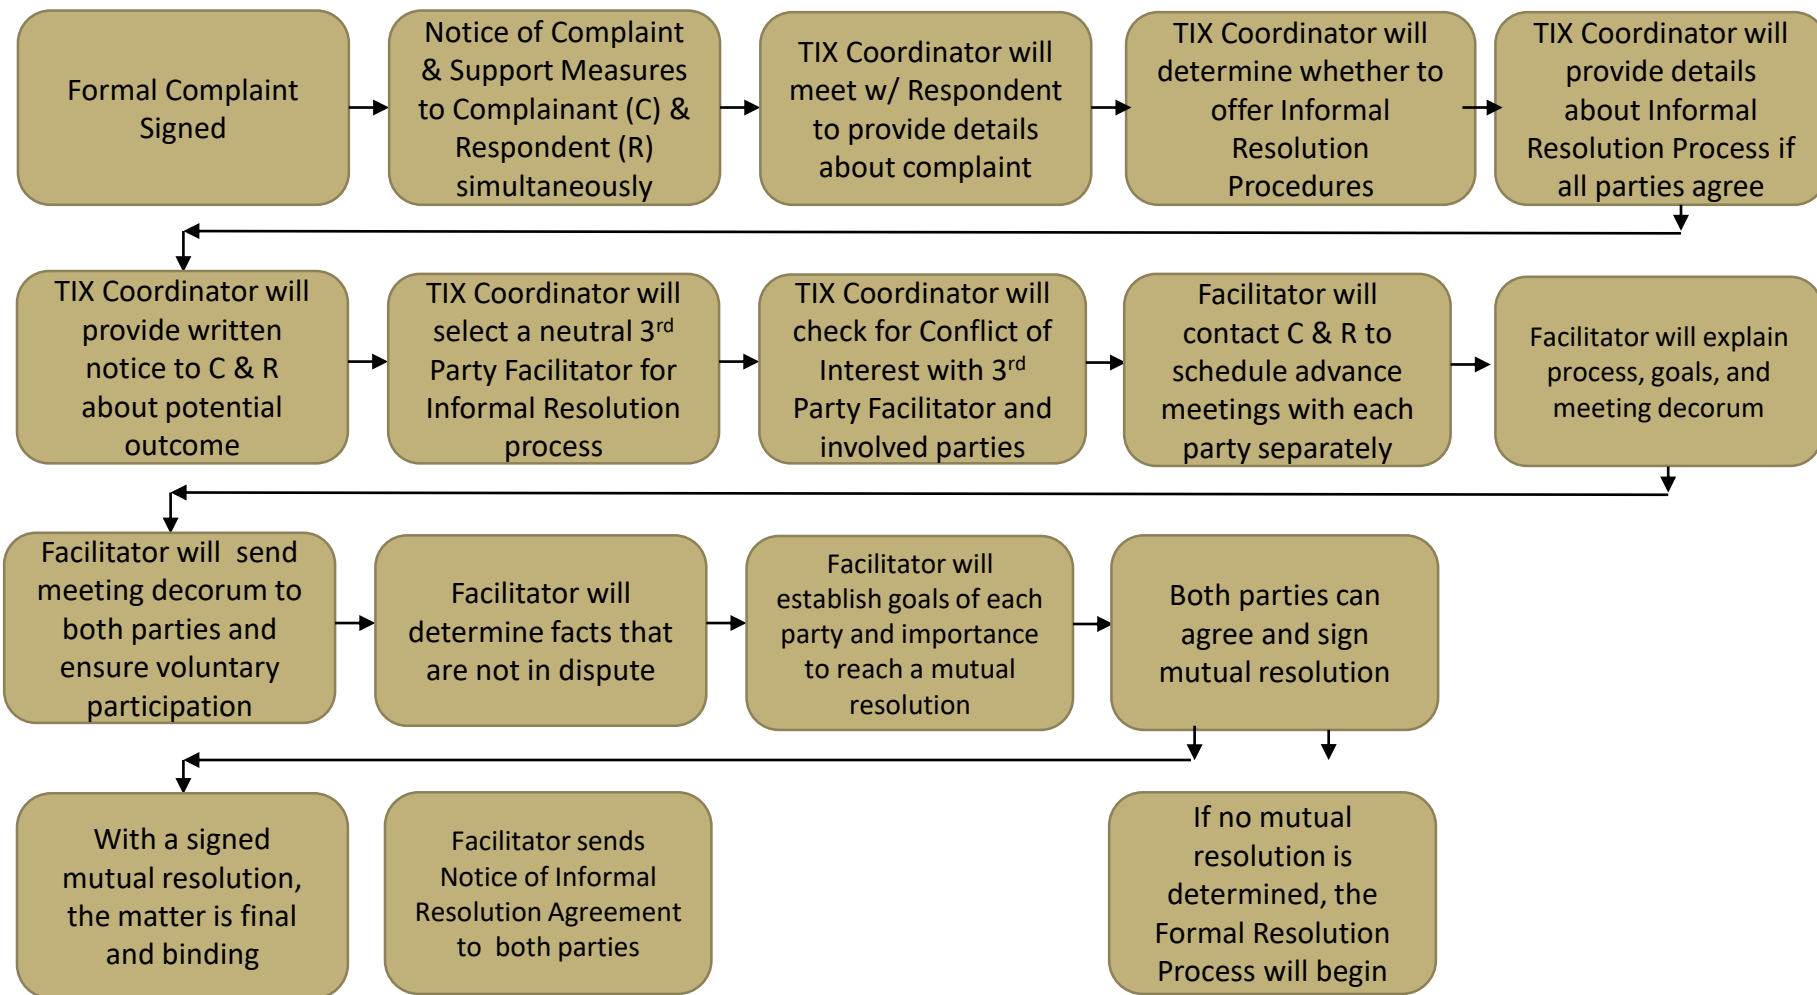 Formal Complaint
Signed
Notice of Complaint
& Support Measures
to Complainant (C) &
Respondent (R)
simultaneously
TIX Coordinator will
meet w/ Respondent
to provide details
about complaint
TIX Coordinator will
determine whether to
offer Informal
Resolution
Procedures
TIX Coordinator will
provide details
about Informal
Resolution Process if
all parties agree
TIX Coordinator will
provide written
notice to C & R
about potential
outcome
TIX Coordinator will
select a neutral 3rd
Party Facilitator for
Informal Resolution
process
TIX Coordinator will
check for Conflict of
Interest with 3rd
Party Facilitator and
involved parties
Facilitator will
contact C & R to
schedule advance
meetings with each
party separately
Facilitator will explain
process, goals, and
meeting decorum
Facilitator will send
meeting decorum to
both parties and
ensure voluntary
participation
Facilitator will
determine facts that
are not in dispute
Facilitator will
establish goals of each
party and importance
to reach a mutual
resolution
Both parties can
agree and sign
mutual resolution
With a signed
mutual resolution,
the matter is final
and binding
Facilitator sends
Notice of Informal
Resolution Agreement
to both parties
If no mutual
resolution is
determined, the
Formal Resolution
Process will begin